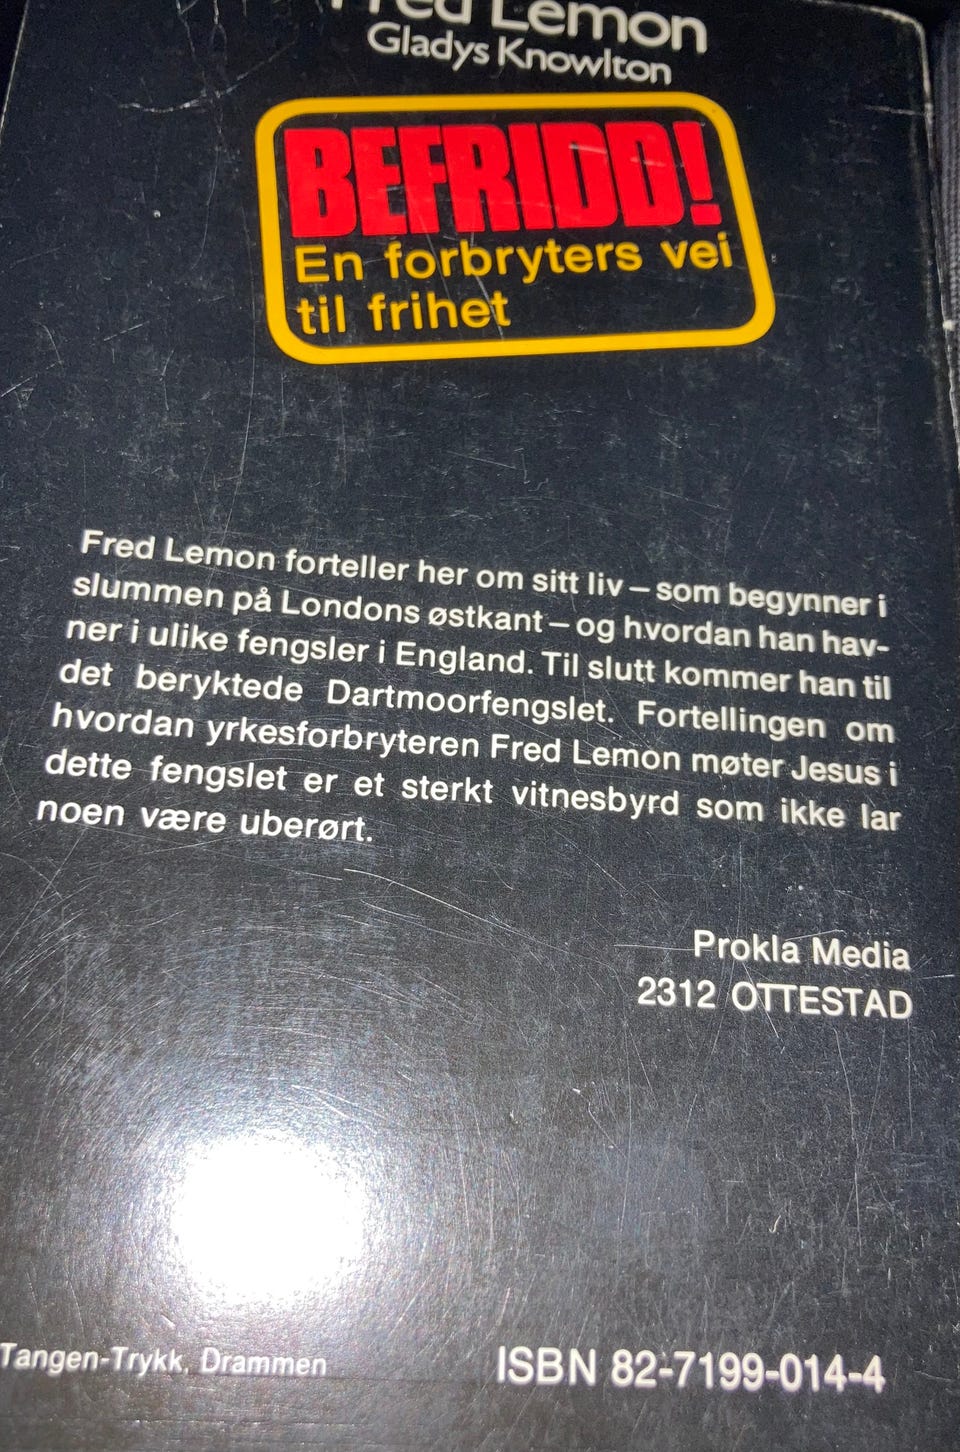 Fred Lemon
Gladys Knowlton
BEFRIDD!
En forbryters vei
til frihet
Fred Lemon forteller her om sitt liv – som begynner i
slummen på Londons østkant – og hvordan han hav-
ner i ulike fengsler i England. Til slutt kommer han til
det beryktede Dartmoorfengslet. Fortellingen om
hvordan yrkesforbryteren Fred Lemon møter Jesus i
dette fengslet er et sterkt vitnesbyrd som ikke lar
noen være uberørt.
Prokla Media
2312 OTTESTAD
Tangen-Trykk, Drammen
ISBN 82-7199-014-4